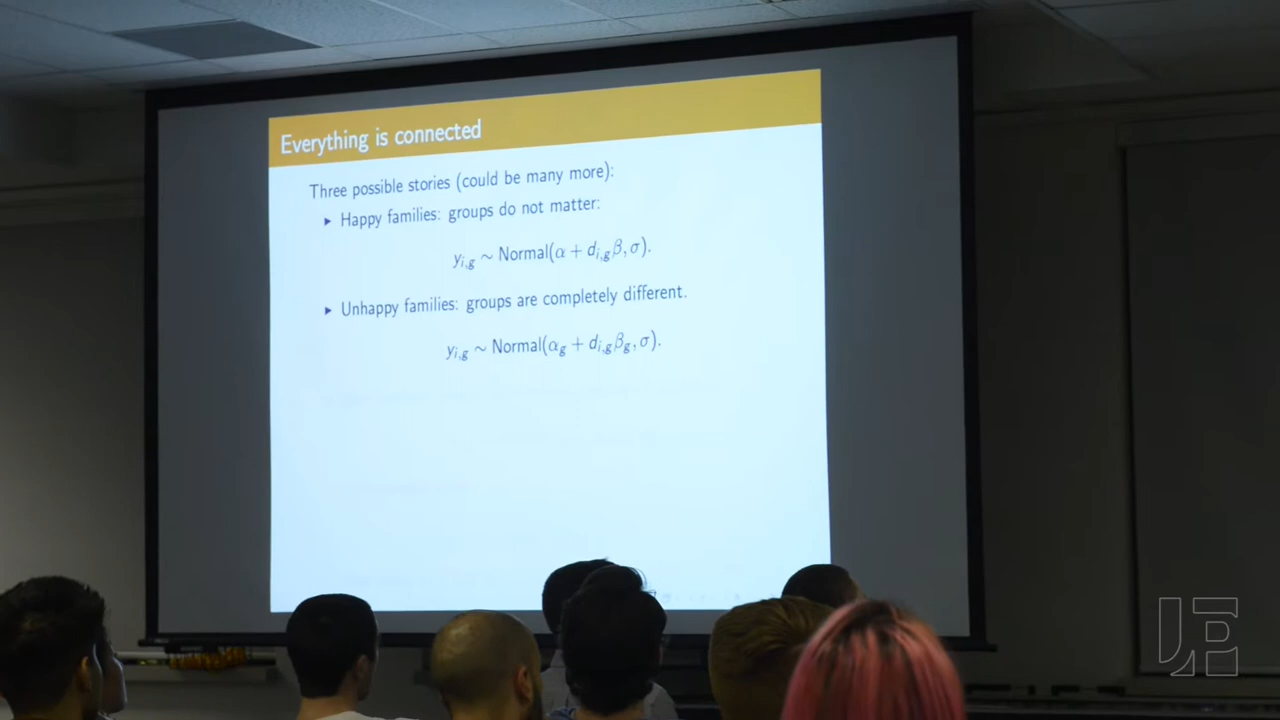 Everything is connected
Three possible stories (could be many more):
▶ Happy families: groups do not matter:
y_{i,g} ∼ Normal(α + d_{i,g}β, σ).
▶ Unhappy families: groups are completely different.
y_{i,g} ∼ Normal(α_g + d_{i,g}β_g, σ).